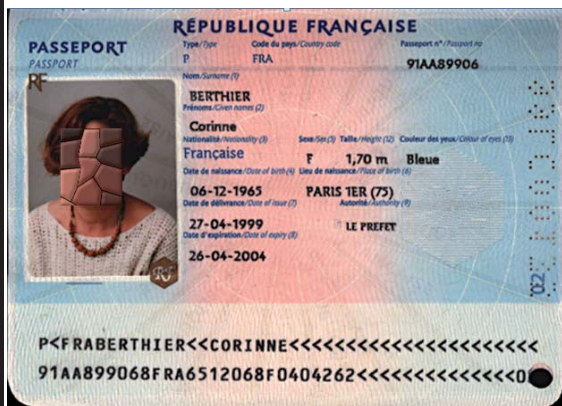 RÉPUBLIQUE FRANÇAISE
PASSEPORT
PASSPORT
Type/Type
Code du pays/Country code
Passeport n°/Passport no
P
FRA
91AA89906
RF
Nom/Surname (1)
BERTHIER
Prénoms/Given names (2)
Corinne
Nationalité/Nationality (3)
Sexe/Sex (5)
Taille/Height (12)
Couleur des yeux/Colour of eyes (13)
Française
F
1,70 m
Bleue
Date de naissance/Date of birth (4)
Lieu de naissance/Place of birth (6)
06-12-1965
PARIS 1ER (75)
Date de délivrance/Date of issue (7)
Autorité/Authority (9)
27-04-1999
LE PREFET
Date d'expiration/Date of expiry (8)
26-04-2004
RF
P<FRABERTHIER<<CORINNE<<<<<<<<<<<<<<<<<<<<<<
91AA899068FRA6512068F0404262<<<<<<<<<<<<<<0